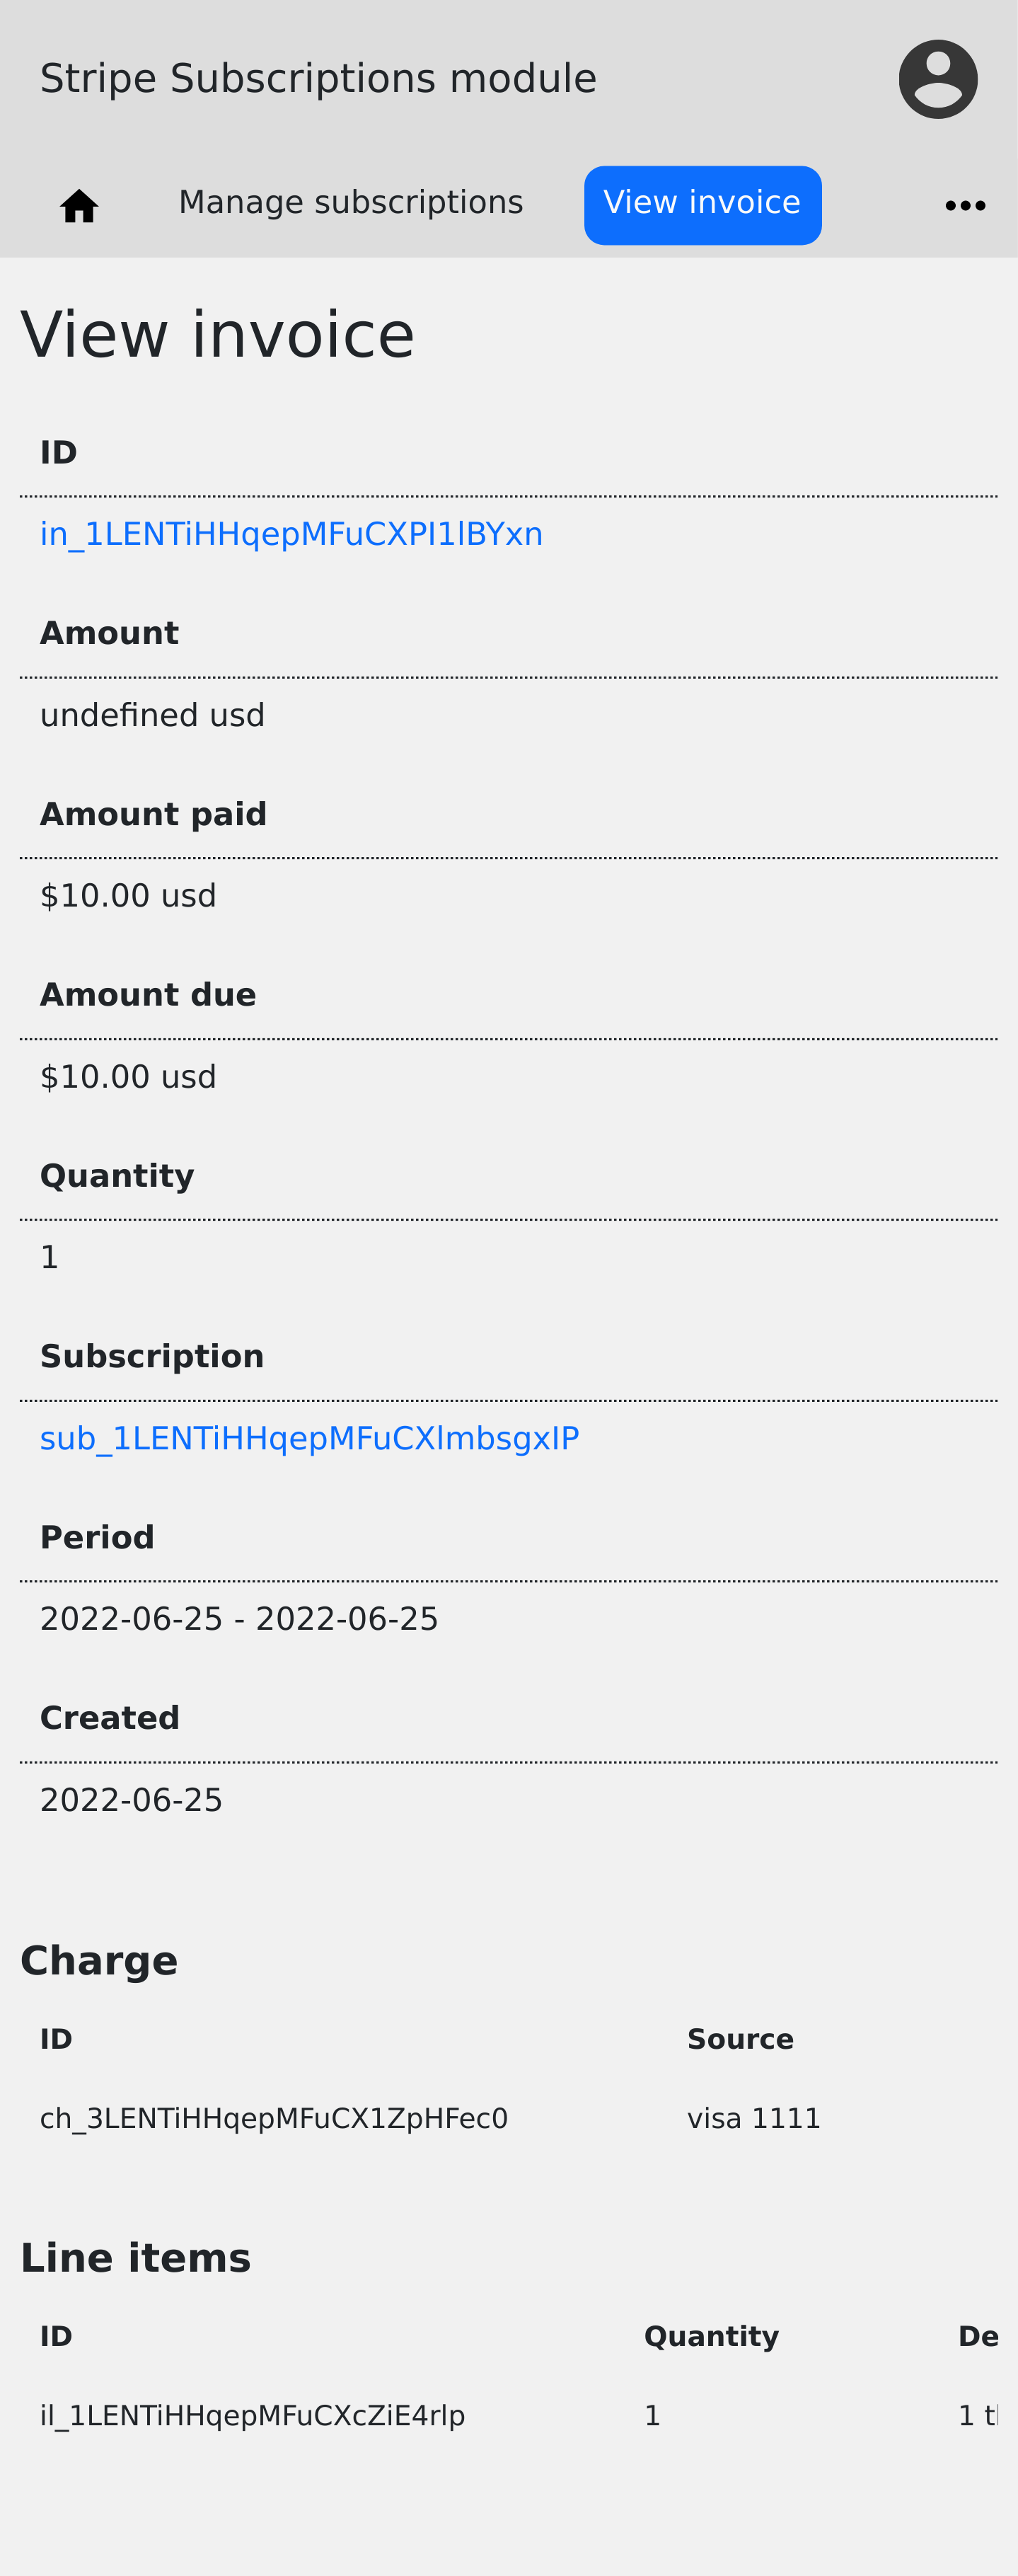 Stripe Subscriptions module
Manage subscriptions View invoice
View invoice
ID
in_1LENTiHHqepMFuCXPI1lBYxn
Amount
undefined usd
Amount paid
$10.00 usd
Amount due
$10.00 usd
Quantity
1
Subscription
sub_1LENTiHHqepMFuCXlmbsgxIP
Period
2022-06-25 - 2022-06-25
Created
2022-06-25
Charge
ID Source
ch_3LENTiHHqepMFuCX1ZpHFec0 visa 1111
Line items
ID Quantity De
il_1LENTiHHqepMFuCXcZiE4rlp 1 1